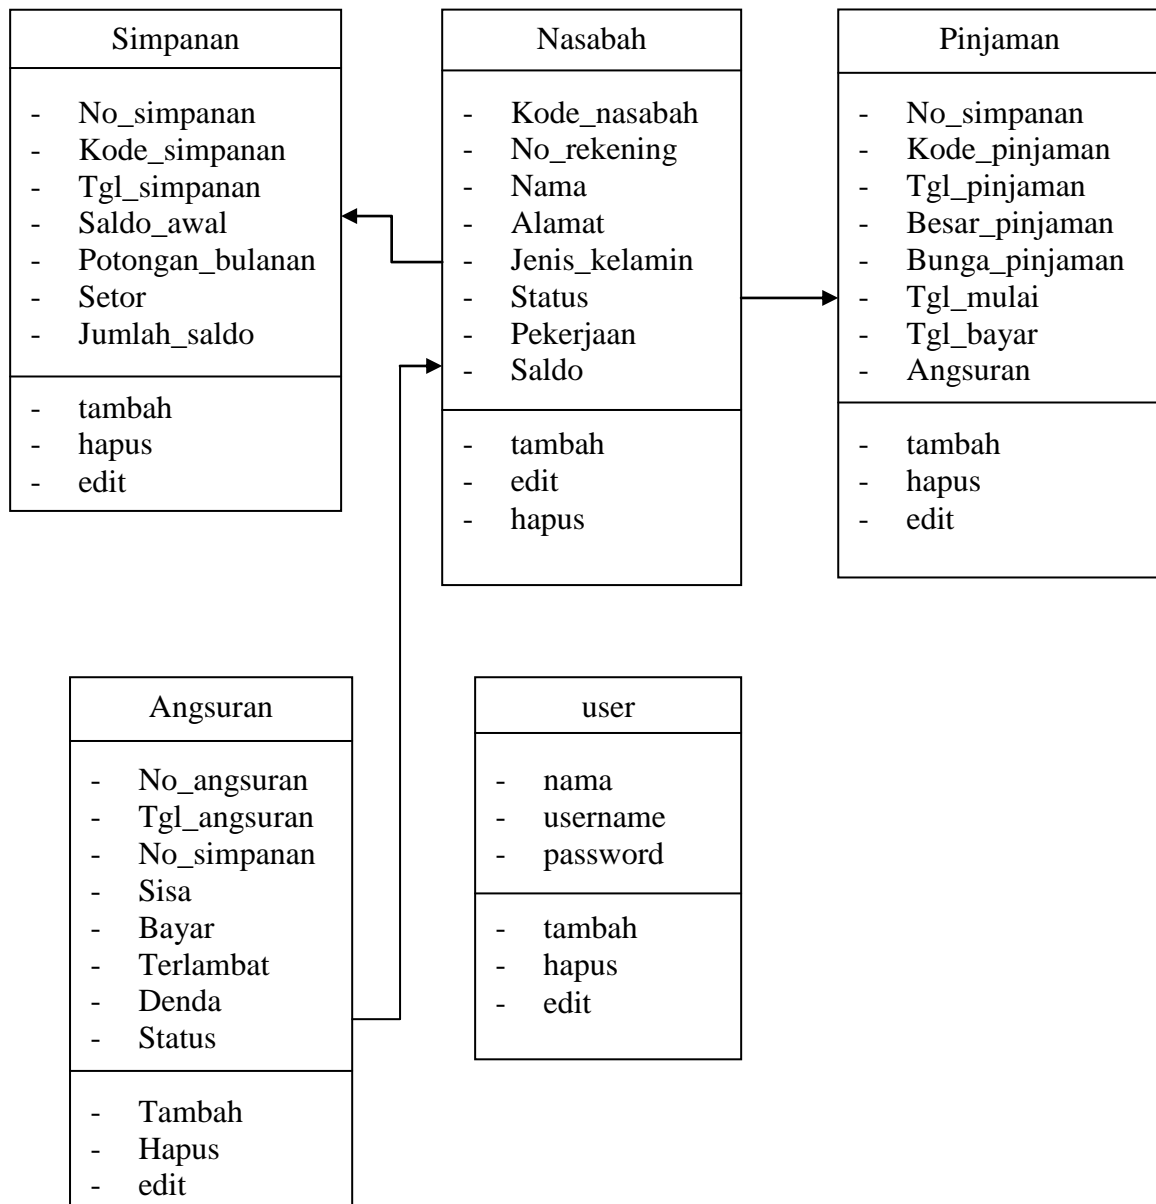 Simpanan
- No_simpanan
- Kode_simpanan
- Tgl_simpanan
- Saldo_awal
- Potongan_bulanan
- Setor
- Jumlah_saldo
- tambah
- hapus
- edit
Nasabah
- Kode_nasabah
- No_rekening
- Nama
- Alamat
- Jenis_kelamin
- Status
- Pekerjaan
- Saldo
- tambah
- edit
- hapus
Pinjaman
- No_simpanan
- Kode_pinjaman
- Tgl_pinjaman
- Besar_pinjaman
- Bunga_pinjaman
- Tgl_mulai
- Tgl_bayar
- Angsuran
- tambah
- hapus
- edit
Angsuran
- No_angsuran
- Tgl_angsuran
- No_simpanan
- Sisa
- Bayar
- Terlambat
- Denda
- Status
- Tambah
- Hapus
- edit
user
- nama
- username
- password
- tambah
- hapus
- edit